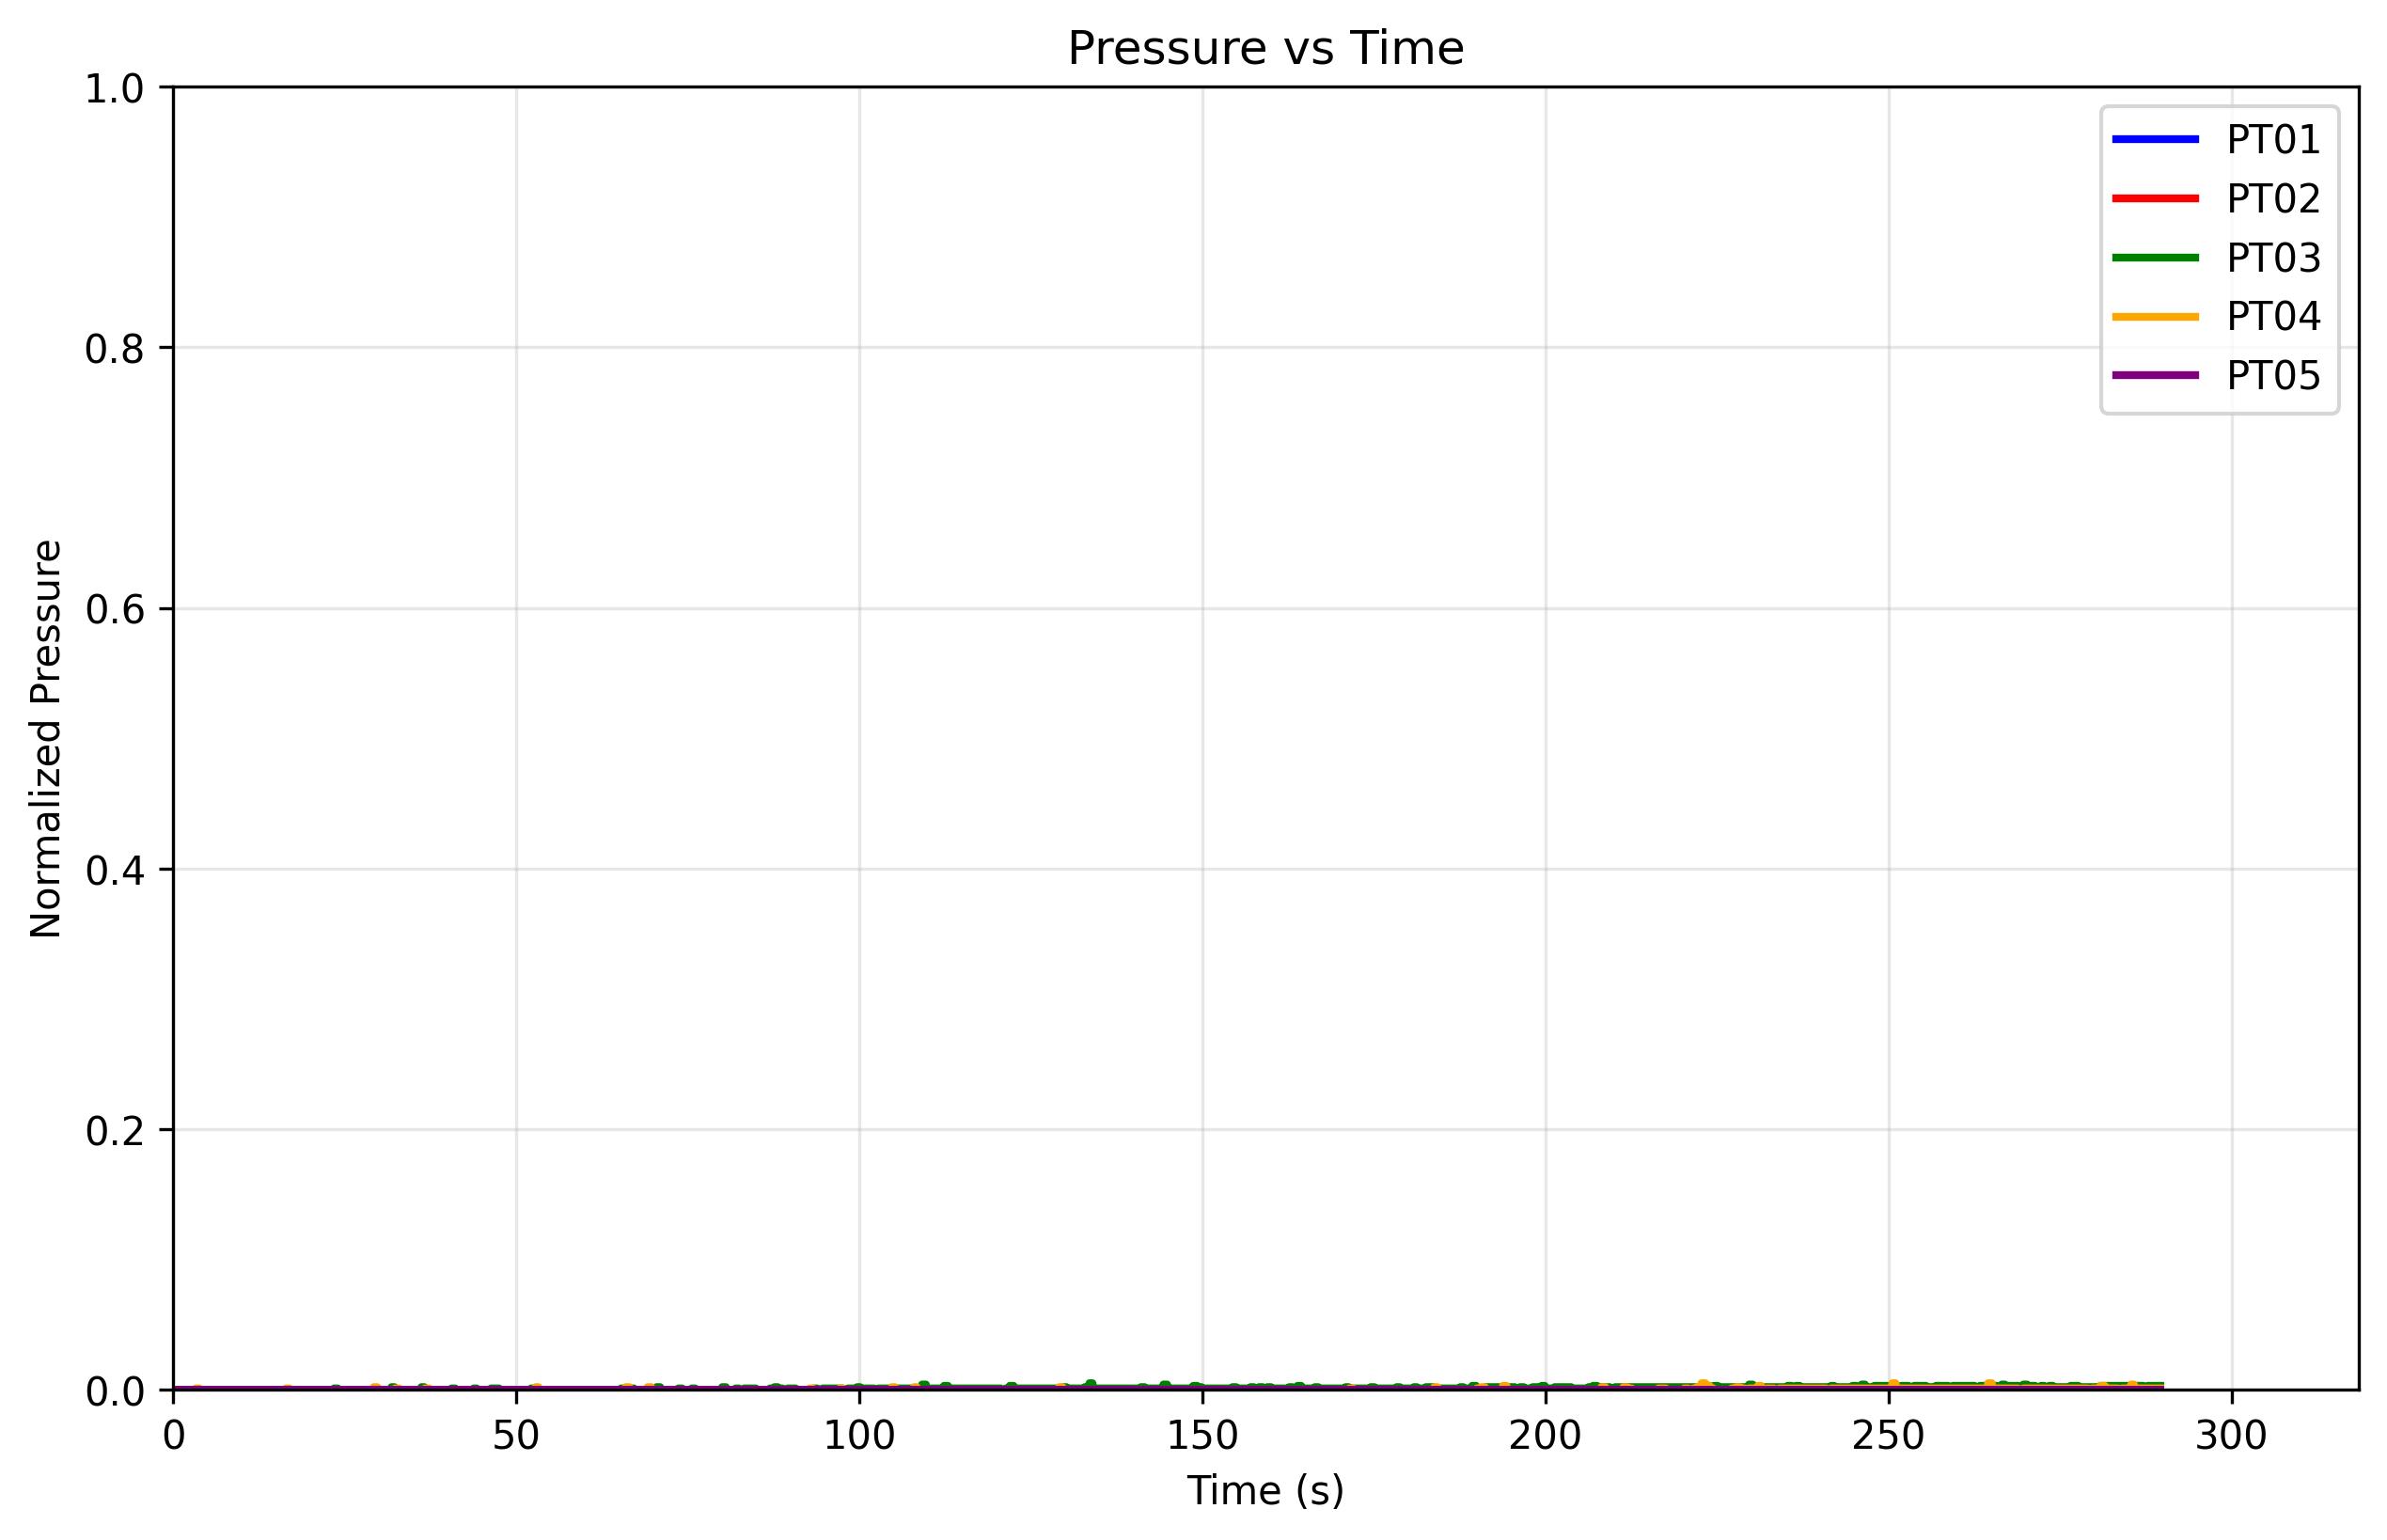 Pressure vs Time
1.0
0.8
0.6
0.4
0.2
0.0
Normalized Pressure
PT01
PT02
PT03
PT04
PT05
0 50 100 150 200 250 300
Time (s)